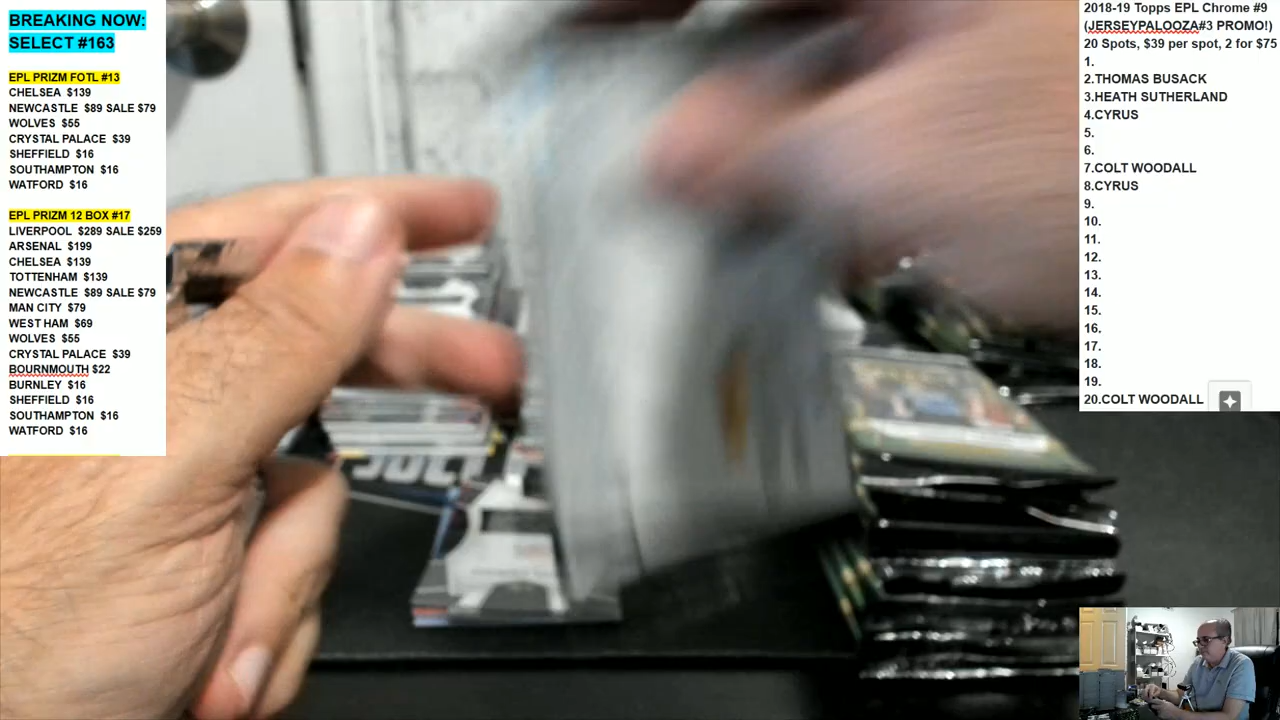 BREAKING NOW:
SELECT #163
EPL PRIZM FOTL #13
CHELSEA $139
NEWCASTLE $89 SALE $79
WOLVES $55
CRYSTAL PALACE $39
SHEFFIELD $16
SOUTHAMPTON $16
WATFORD $16
EPL PRIZM 12 BOX #17
LIVERPOOL $289 SALE $259
ARSENAL $199
CHELSEA $139
TOTTENHAM $139
NEWCASTLE $89 SALE $79
MAN CITY $79
WEST HAM $69
WOLVES $55
CRYSTAL PALACE $39
BOURNMOUTH $22
BURNLEY $16
SHEFFIELD $16
SOUTHAMPTON $16
WATFORD $16
2018-19 Topps EPL Chrome #9
(JERSEYPALOOZA#3 PROMO!)
20 Spots, $39 per spot, 2 for $75
1.
2.THOMAS BUSACK
3.HEATH SUTHERLAND
4.CYRUS
5.
6.
7.COLT WOODALL
8.CYRUS
9.
10.
11.
12.
13.
14.
15.
16.
17.
18.
19.
20.COLT WOODALL